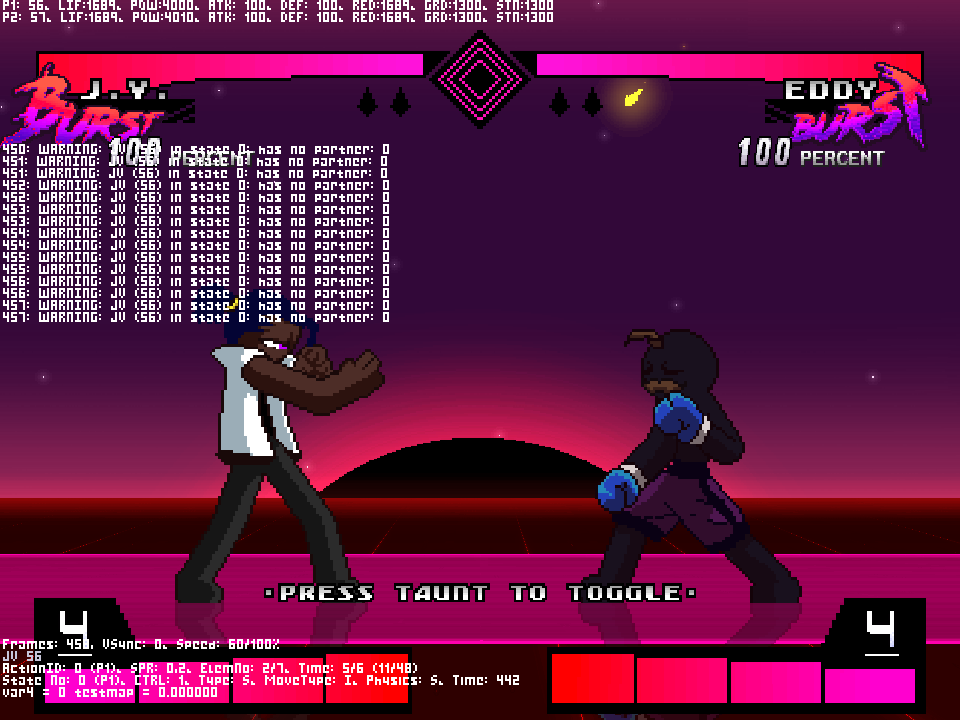 P1: 56, LIF:1689, POW:4000, ATK: 100, DEF: 100, RED:1689, GRD:1300, STN:1300
P2: 57, LIF:1689, POW:4010, ATK: 100, DEF: 100, RED:1689, GRD:1300, STN:1300
J.V. EDDY
BURST BURST
100 PERCENT 100 PERCENT
450: WARNING: JV (56) in state 0: has no partner: 0
451: WARNING: JV (56) in state 0: has no partner: 0
451: WARNING: JV (56) in state 0: has no partner: 0
452: WARNING: JV (56) in state 0: has no partner: 0
452: WARNING: JV (56) in state 0: has no partner: 0
453: WARNING: JV (56) in state 0: has no partner: 0
453: WARNING: JV (56) in state 0: has no partner: 0
454: WARNING: JV (56) in state 0: has no partner: 0
454: WARNING: JV (56) in state 0: has no partner: 0
455: WARNING: JV (56) in state 0: has no partner: 0
455: WARNING: JV (56) in state 0: has no partner: 0
456: WARNING: JV (56) in state 0: has no partner: 0
456: WARNING: JV (56) in state 0: has no partner: 0
457: WARNING: JV (56) in state 0: has no partner: 0
457: WARNING: JV (56) in state 0: has no partner: 0
·PRESS TAUNT TO TOGGLE·
4 4
Frames: 458, VSync: 0, Speed: 60/100%
JV 56
ActionID: 0 (P1), SPR: 0,2, ElemNo: 2/7, Time: 5/6 (11/48)
State No: 0 (P1), CTRL: 1, Type: S, MoveType: I, Physics: S, Time: 442
var4 = 0 testmap = 0.000000